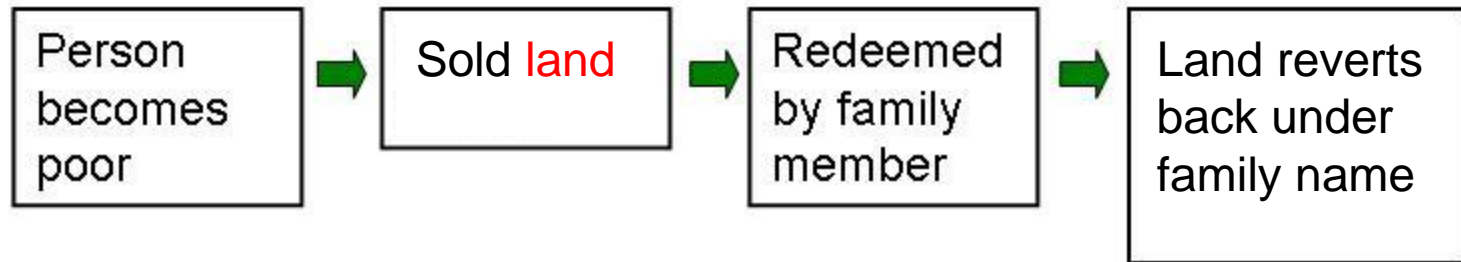 Person
becomes
poor
Sold land
Redeemed
by family
member
Land reverts
back under
family name